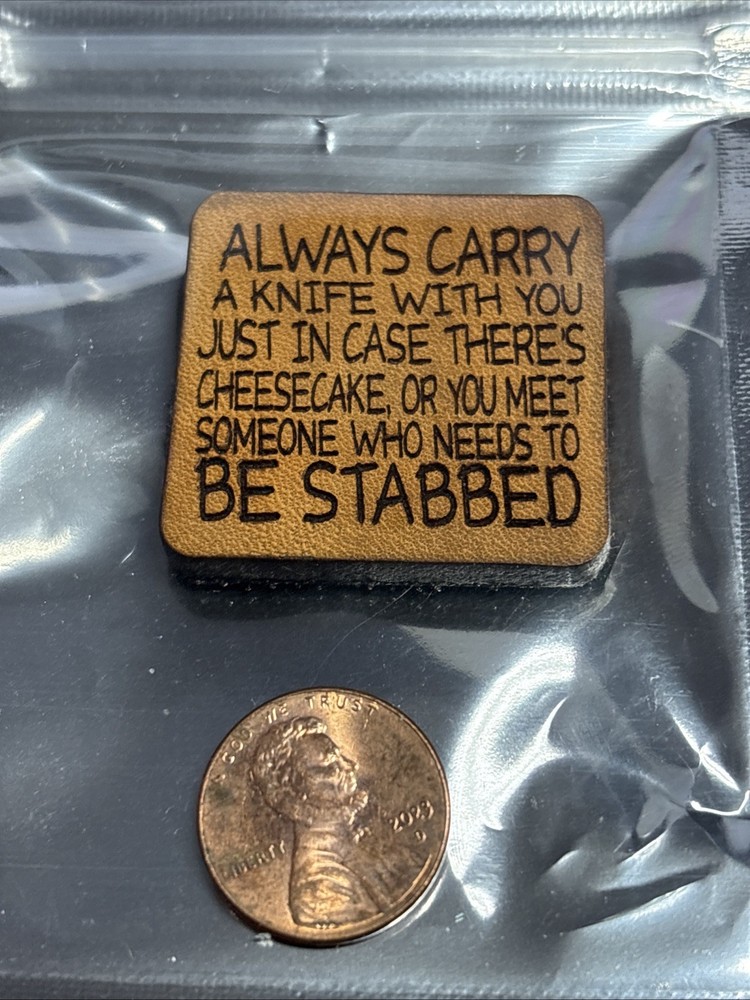 ALWAYS CARRY
A KNIFE WITH YOU
JUST IN CASE THERE'S
CHEESECAKE, OR YOU MEET
SOMEONE WHO NEEDS TO
BE STABBED
IN GOD WE TRUST
LIBERTY
2023
D